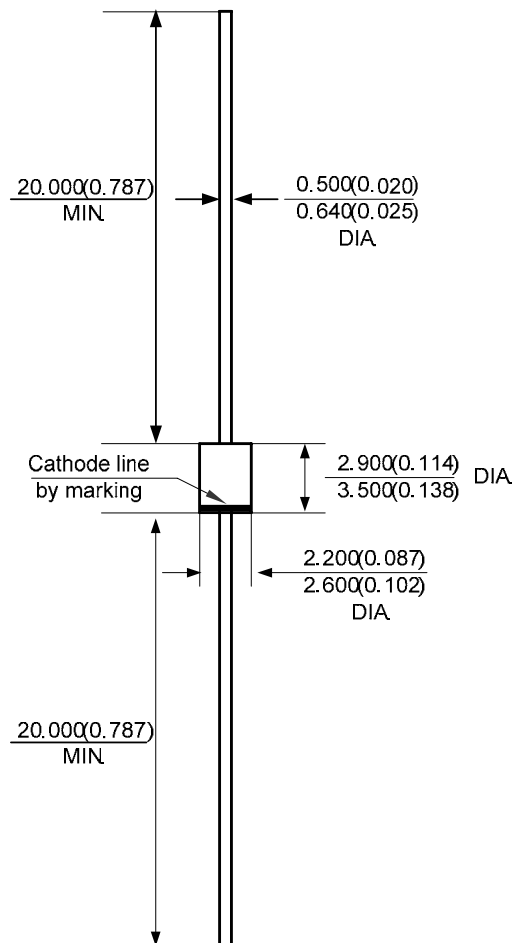 20.000(0.787)
MIN.
0.500(0.020)
0.640(0.025)
DIA.
Cathode line
by marking
2.900(0.114)
3.500(0.138)
DIA.
2.200(0.087)
2.600(0.102)
DIA.
20.000(0.787)
MIN.